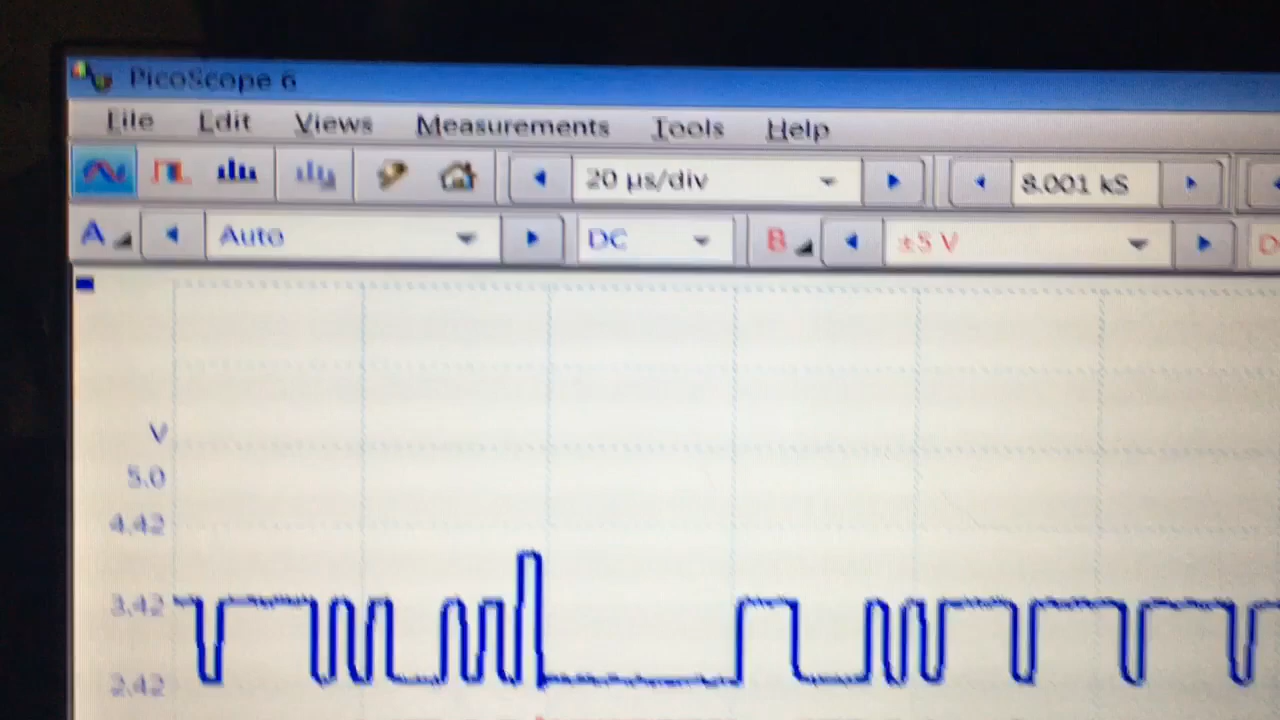 PicoScope 6
File Edit Views Measurements Tools Help
20 µs/div 8.001 kS
A Auto DC B ±5 V D
V
5.0
4.42
3.42
2.42